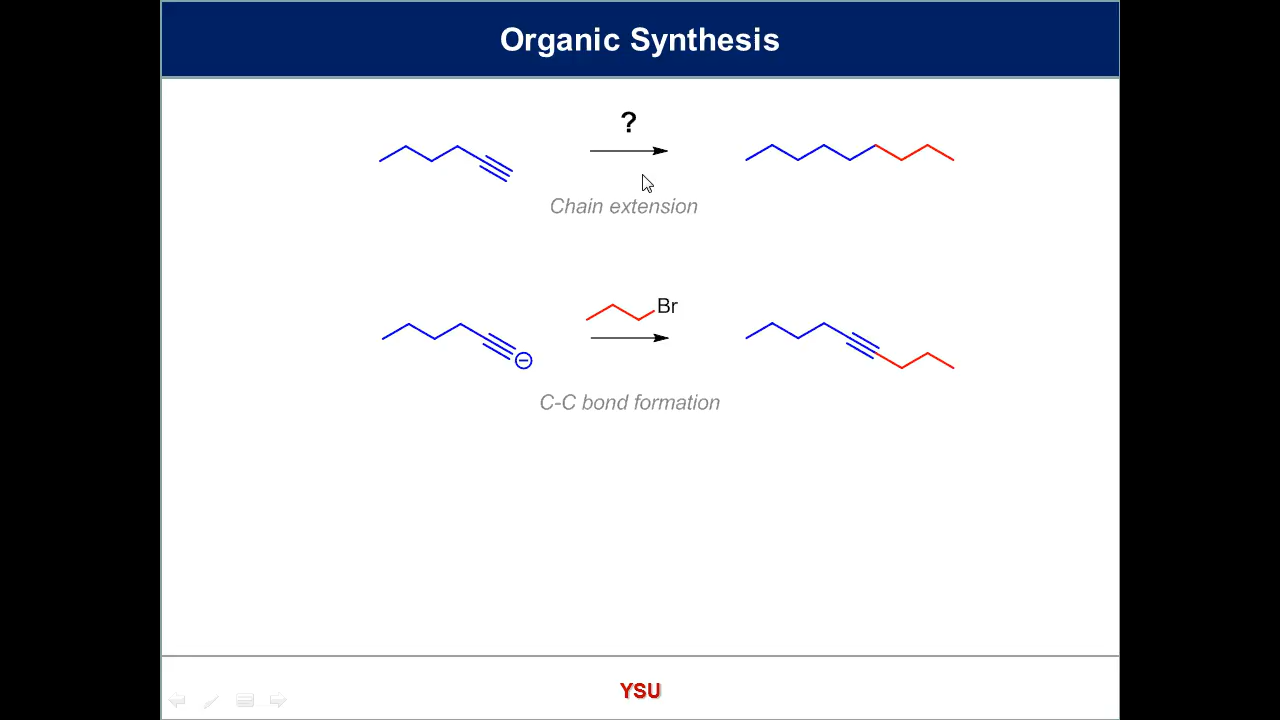 Organic Synthesis
?
Chain extension
Br
⊖
C-C bond formation
YSU